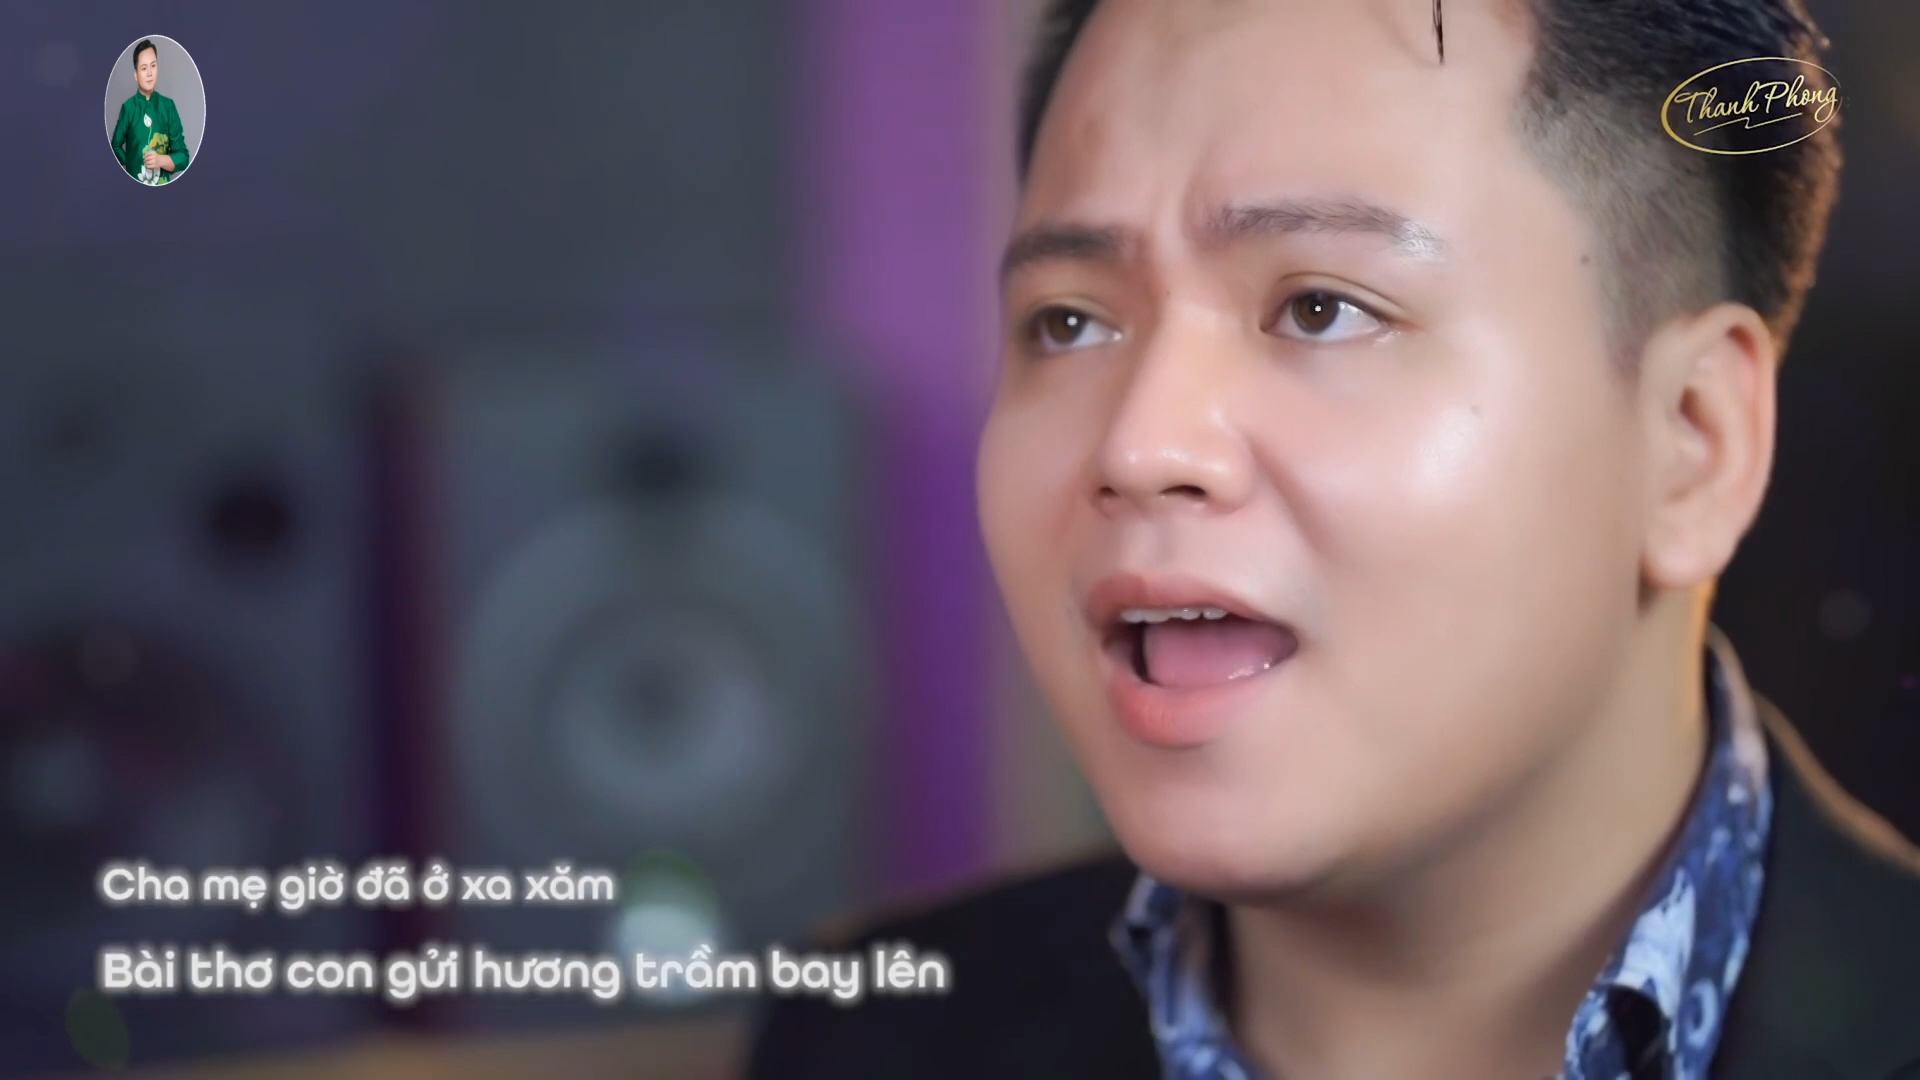 Thanh Phong
Cha mẹ giờ đã ở xa xăm
Bài thơ con gửi hương trầm bay lên